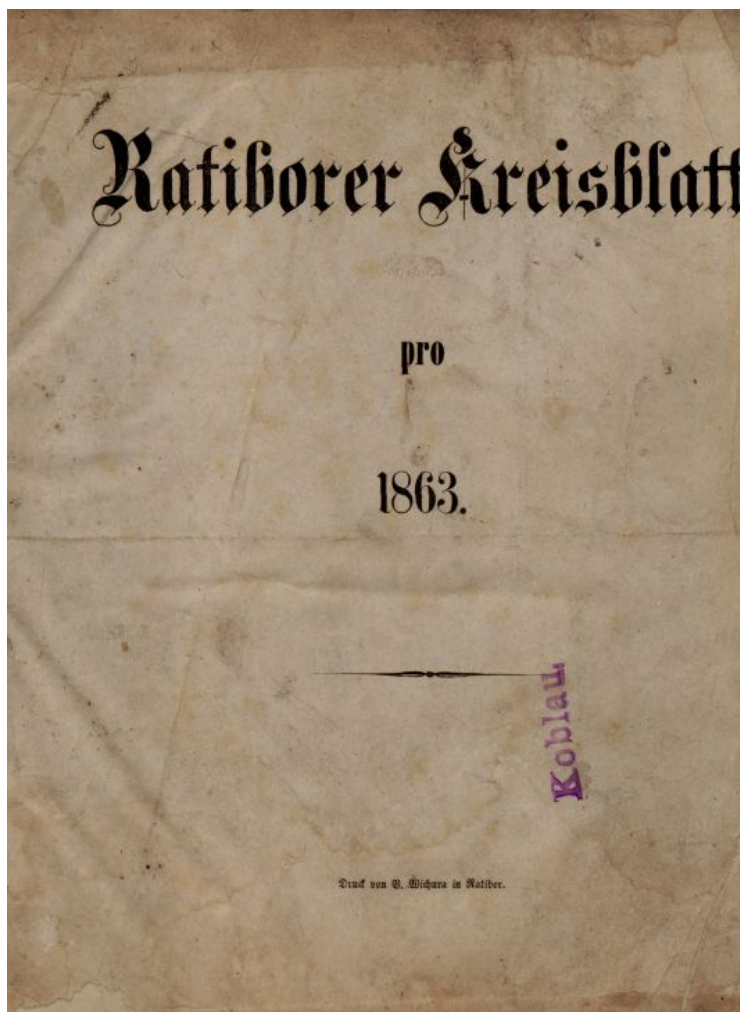 Ratiborer Kreisblatt
pro
1863.
Koblau.
Druck von V. Wichura in Ratibor.